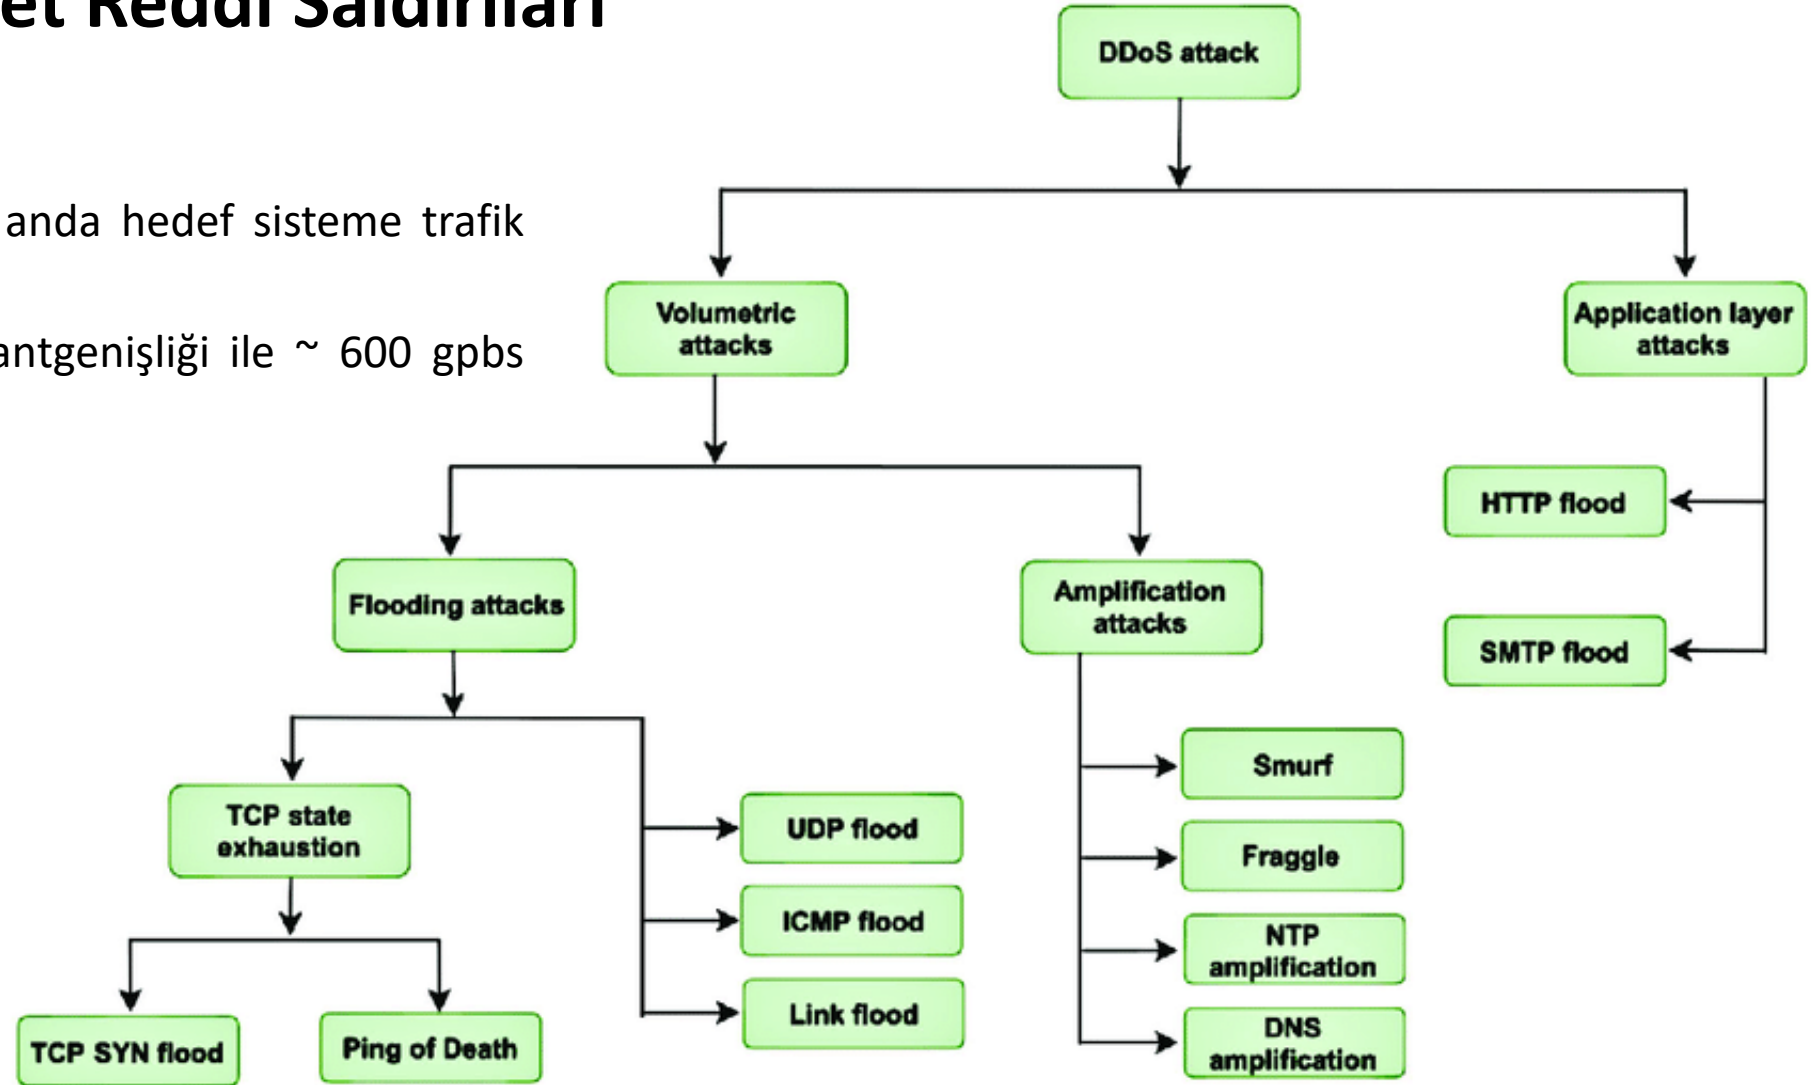 et Reddi Saldırıları
anda hedef sisteme trafik
antgenişliği ile ~ 600 gpbs
DDoS attack
Volumetric
attacks
Application layer
attacks
Flooding attacks
Amplification
attacks
HTTP flood
SMTP flood
TCP state
exhaustion
UDP flood
ICMP flood
Link flood
Smurf
Fraggle
NTP
amplification
DNS
amplification
TCP SYN flood
Ping of Death